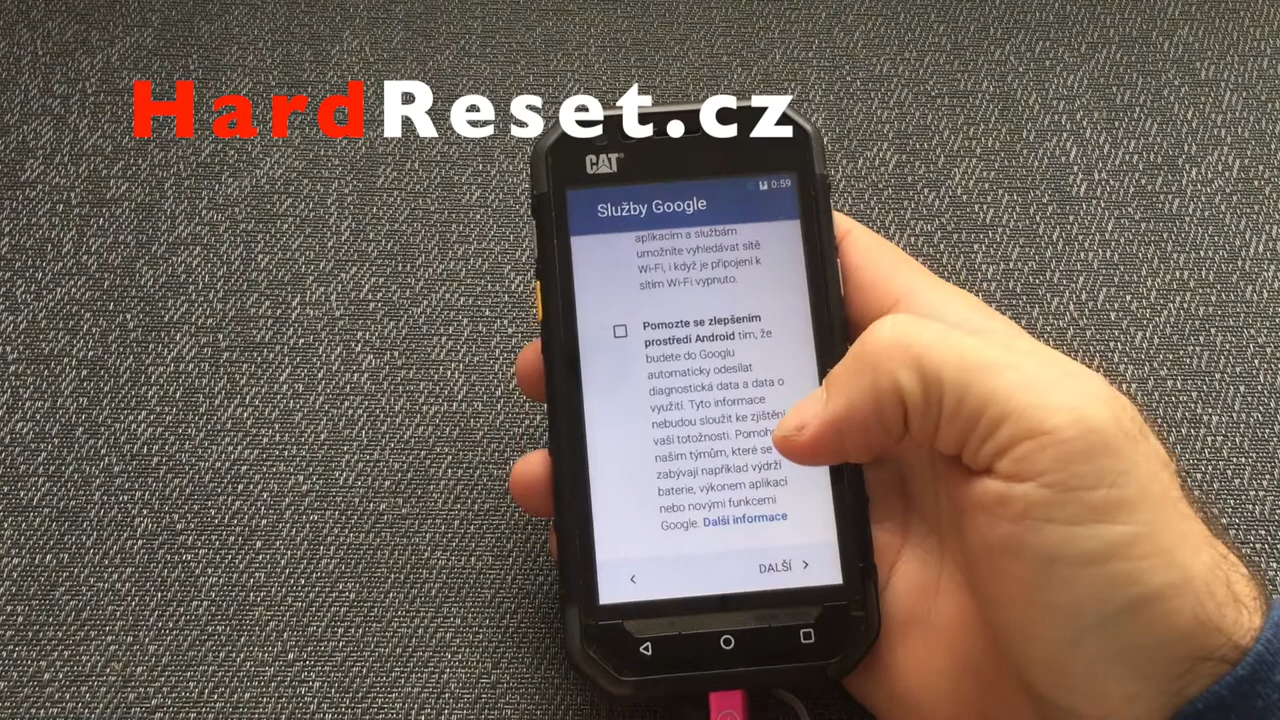 HardReset.cz
CAT
0:59
Služby Google
aplikacím a službám
umožníte vyhledávat sítě
Wi-Fi, i když je připojení k
sítím Wi-Fi vypnuto.
Pomozte se zlepšením
prostředí Android tím, že
budete do Googlu
automaticky odesílat
diagnostická data a data o
využití. Tyto informace
nebudou sloužit ke zjištění
vaší totožnosti.
našim týmům, které se
zabývají například výdrží
baterie, výkonem aplikací
nebo novými funkcemi
Google. Další informace
DALŠÍ